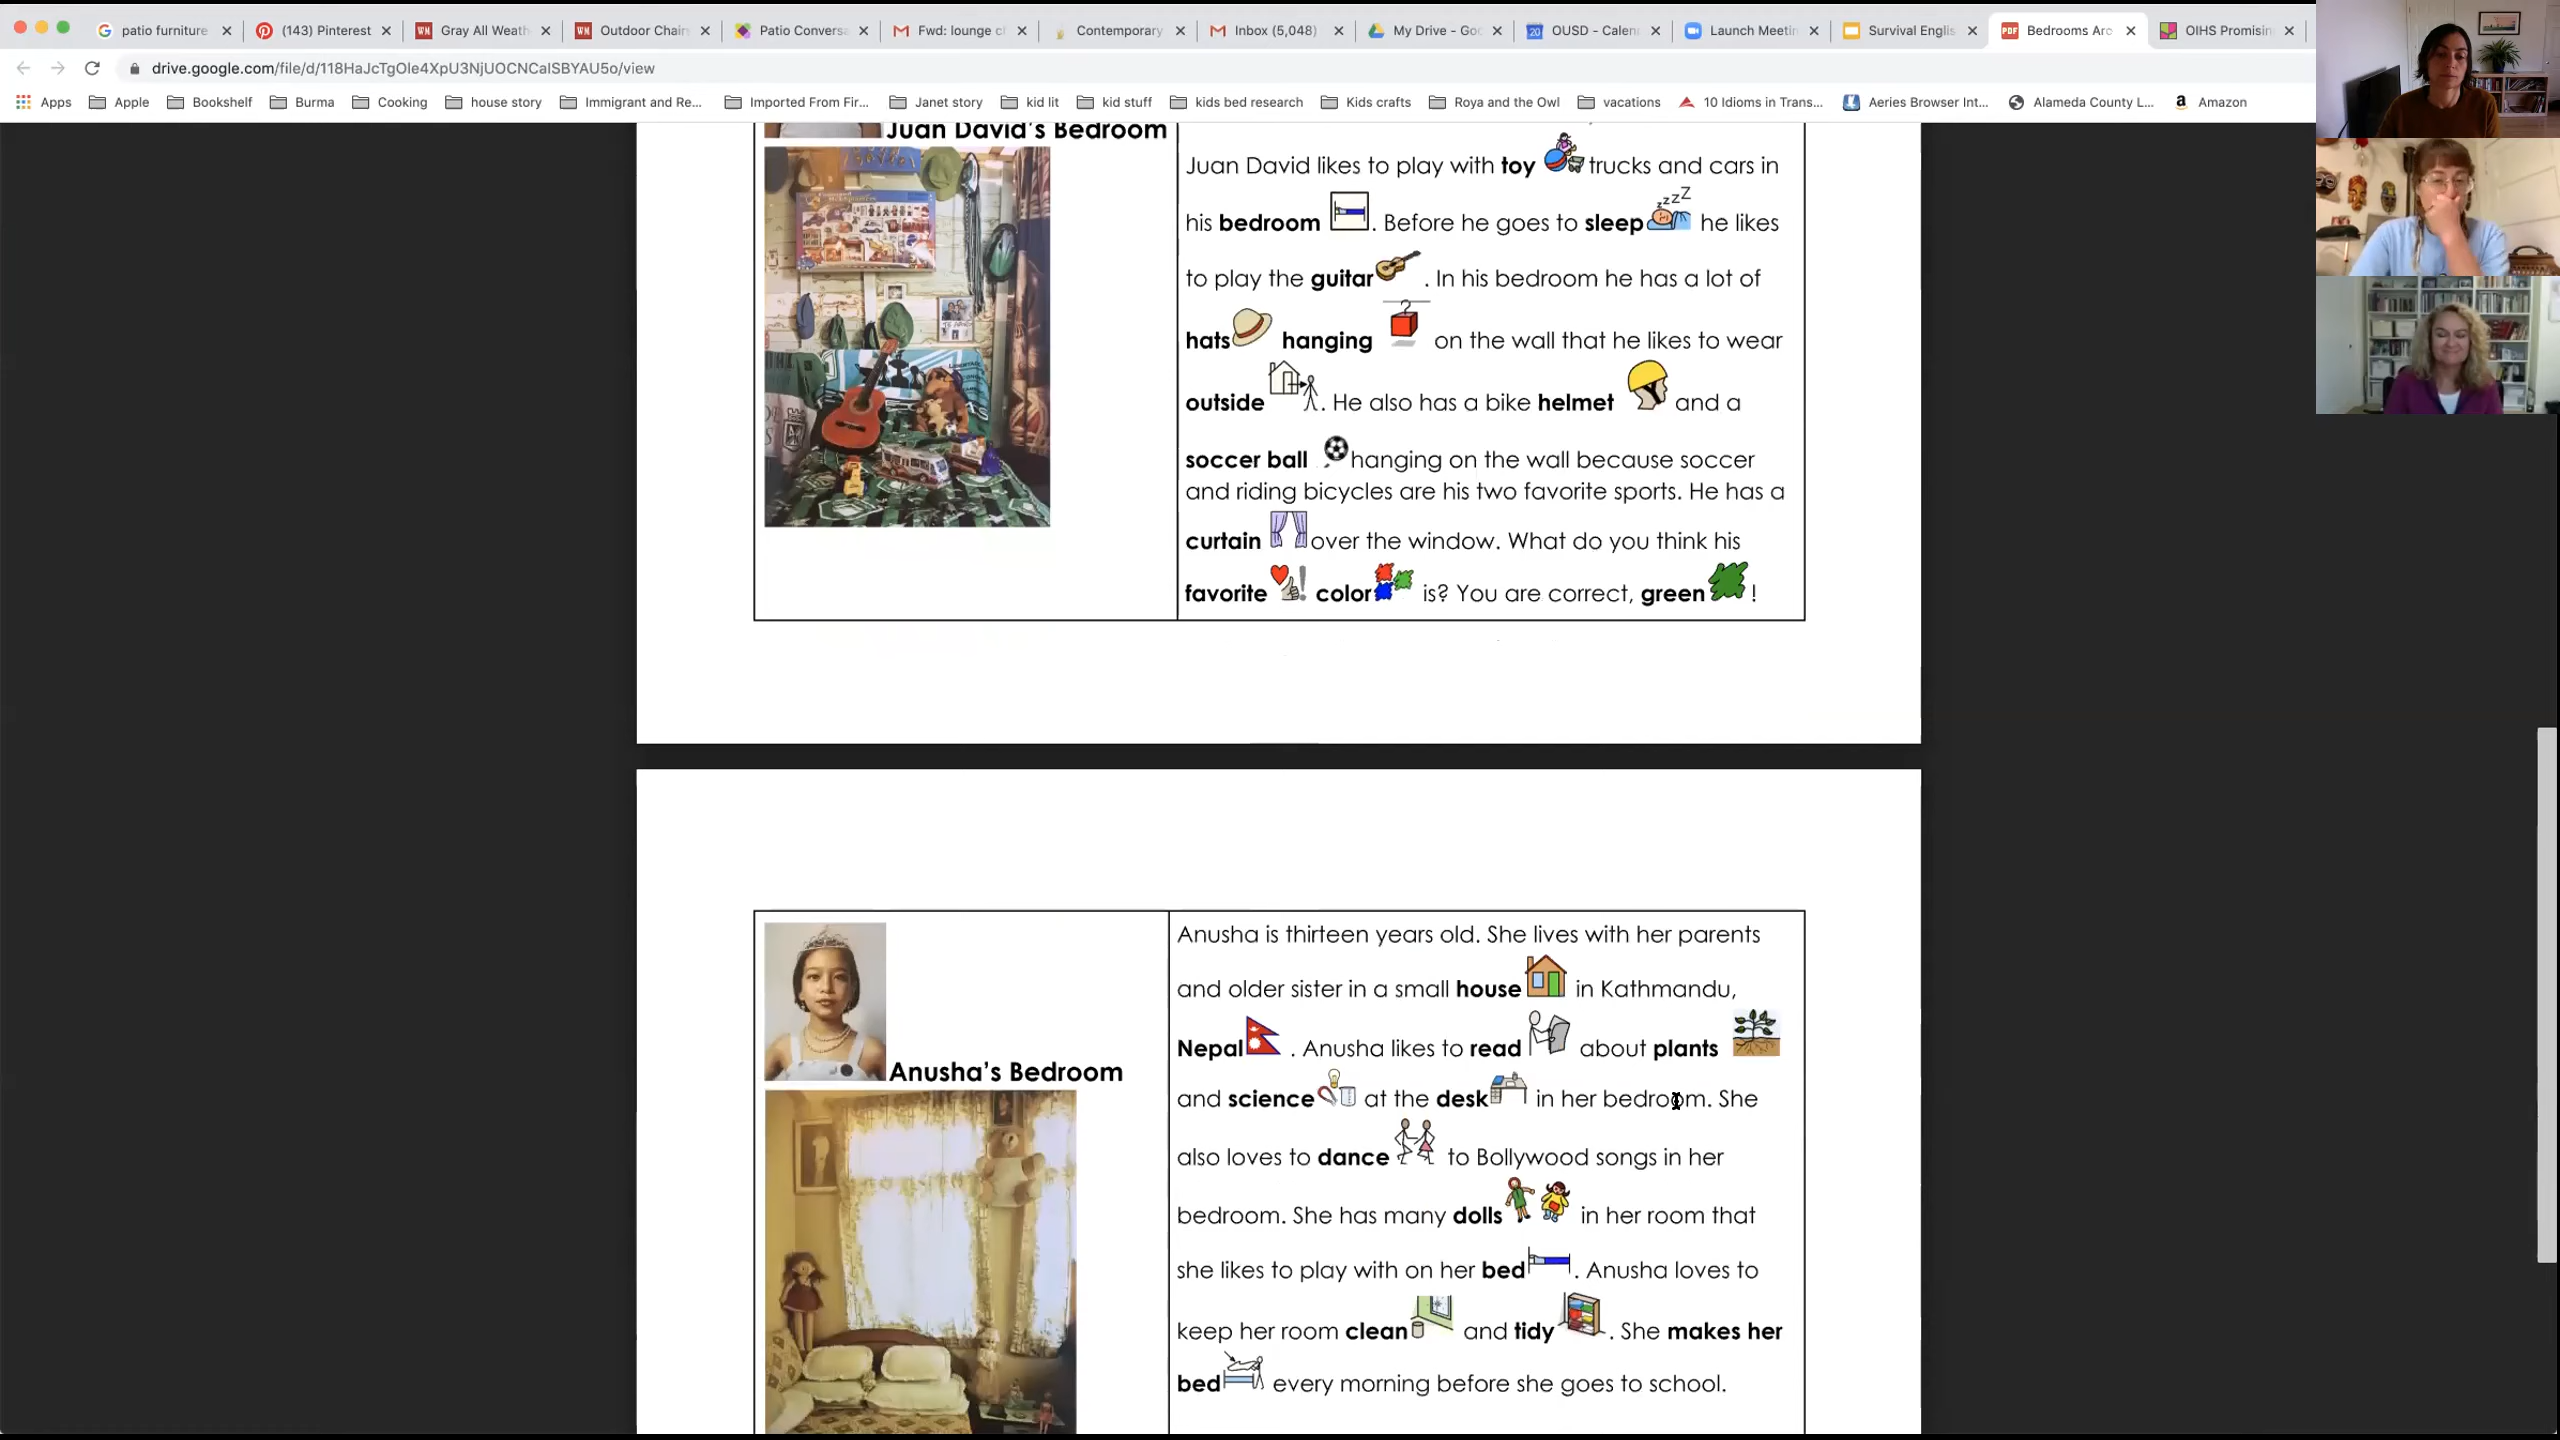 patio furniture
(143) Pinterest
Gray All Weath
Outdoor Chairs
Patio Conversa
Fwd: lounge c
Contemporary
Inbox (5,048)
My Drive - Goo
OUSD - Calen
Launch Meetin
Survival Englis
Bedrooms Arc
OIHS Promisin
drive.google.com/file/d/118HaJcTgOle4XpU3NjUOCNCaISBYAU5o/view
Apps
Apple
Bookshelf
Burma
Cooking
house story
Immigrant and Re...
Imported From Fir...
Janet story
kid lit
kid stuff
kids bed research
Kids crafts
Roya and the Owl
vacations
10 Idioms in Trans...
Aeries Browser Int...
Alameda County L...
Amazon
Juan David's Bedroom
Juan David likes to play with toy trucks and cars in
his bedroom . Before he goes to sleep he likes
to play the guitar . In his bedroom he has a lot of
hats hanging on the wall that he likes to wear
outside . He also has a bike helmet and a
soccer ball hanging on the wall because soccer
and riding bicycles are his two favorite sports. He has a
curtain over the window. What do you think his
favorite color is? You are correct, green !
Anusha's Bedroom
Anusha is thirteen years old. She lives with her parents
and older sister in a small house in Kathmandu,
Nepal . Anusha likes to read about plants
and science at the desk in her bedroom. She
also loves to dance to Bollywood songs in her
bedroom. She has many dolls in her room that
she likes to play with on her bed . Anusha loves to
keep her room clean and tidy . She makes her
bed every morning before she goes to school.